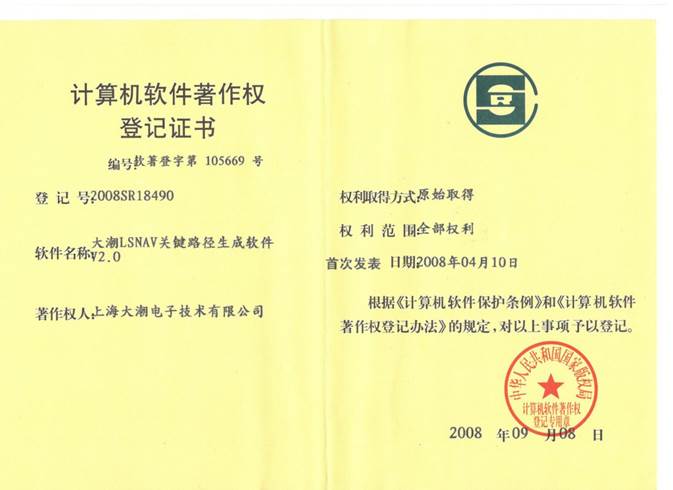 计算机软件著作权
登记证书
编号:软著登字第 105669 号
登 记 号:2008SR18490
软件名称:大潮LSNAV关键路径生成软件
V2.0
著作权人:上海大潮电子技术有限公司
SR
权利取得方式:原始取得
权 利 范 围:全部权利
首次发表 日期:2008年04月10日
根据《计算机软件保护条例》和《计算机软件
著作权登记办法》的规定,对以上事项予以登记。
中华人民共和国国家版权局
计算机软件著作权
登记专用章
2008 年 09 月 08 日